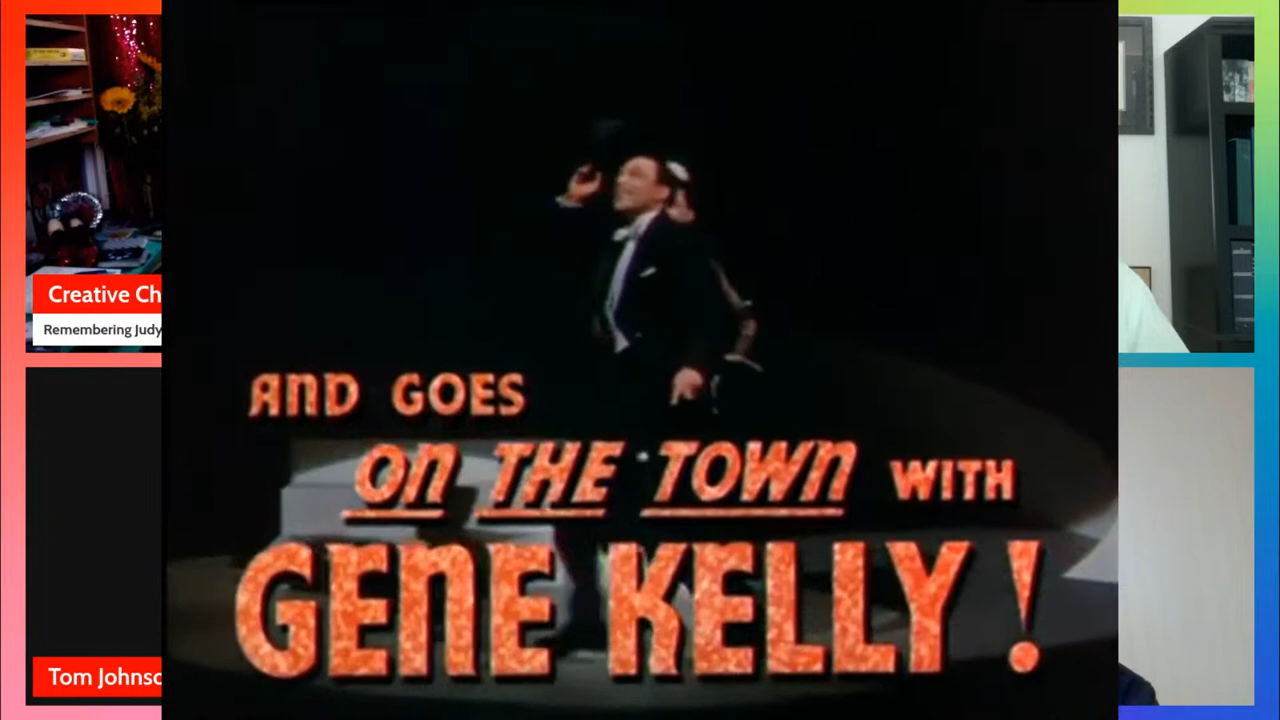 Creative Ch
Remembering Judy
AND GOES
ON THE TOWN WITH
GENE KELLY!
Tom Johnso